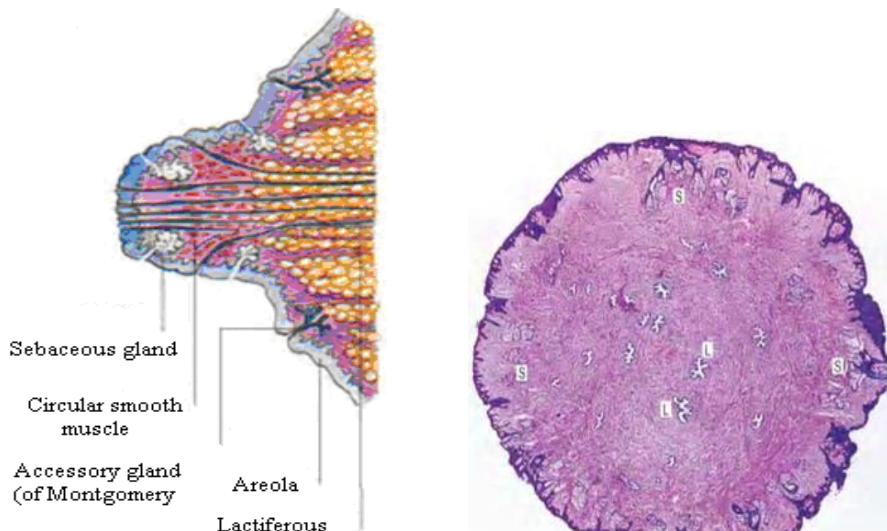 Sebaceous gland
Circular smooth
muscle
Accessory gland
(of Montgomery
Areola
Lactiferous
S
L
S
S
L